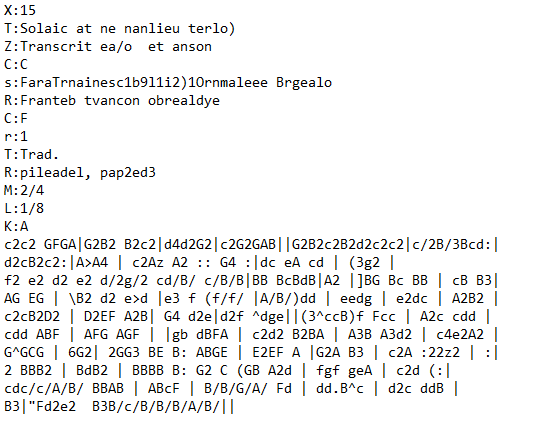 X:15
T:Solaic at ne nanlieu terlo)
Z:Transcrit ea/o  et anson
C:C
s:FaraTrnainesc1b9l1i2)1Ornmaleee Brgealo
R:Franteb tvancon obrealdye
C:F
r:1
T:Trad.
R:pileadel, pap2ed3
M:2/4
L:1/8
K:A
c2c2 GFGA|G2B2 B2c2|d4d2G2|c2G2GAB||G2B2c2B2d2c2c2|c/2B/3Bcd:|
d2cB2c2:|A>A4 | c2Az A2 :: G4 :|dc eA cd | (3g2 |
f2 e2 d2 e2 d/2g/2 cd/B/ c/B/B|BB BcBdB|A2 |]BG Bc BB | cB B3|
AG EG | \B2 d2 e>d |e3 f (f/f/ |A/B/)dd | eedg | e2dc | A2B2 |
c2cB2D2 | D2EF A2B| G4 d2e|d2f ^dge||(3^ccB)f Fcc | A2c cdd |
cdd ABF | AFG AGF | |gb dBFA | c2d2 B2BA | A3B A3d2 | c4e2A2 |
G^GCG | 6G2| 2GG3 BE B: ABGE | E2EF A |G2A B3 | c2A :22z2 | :|
2 BBB2 | BdB2 | BBBB B: G2 C (GB A2d | fgf geA | c2d (:|
cdc/c/A/B/ BBAB | ABcF | B/B/G/A/ Fd | dd.B^c | d2c ddB |
B3|"Fd2e2  B3B/c/B/B/B/A/B/||